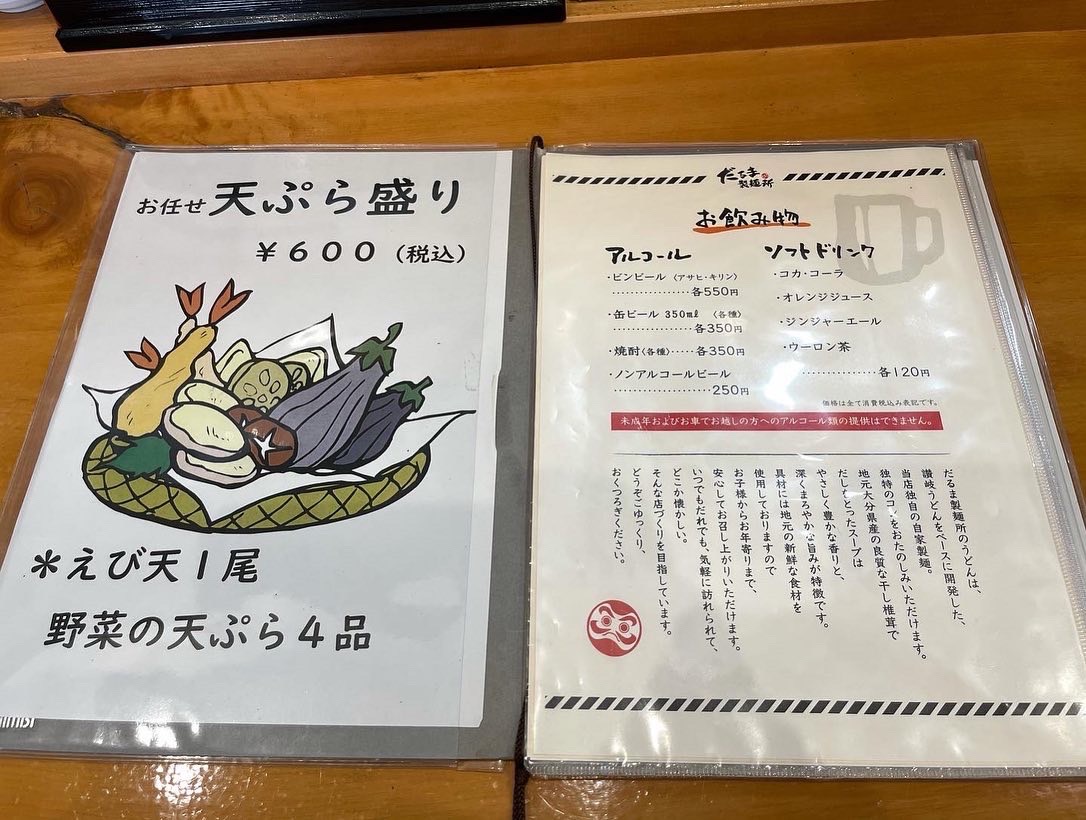 お任せ 天ぷら盛り
￥６００（税込）
＊えび天１尾
野菜の天ぷら４品
だるま製麺所
お飲み物
アルコール
・ビンビール〈アサヒ・キリン〉
………………各550円
・缶ビール 350㎖〈各種〉
………………各350円
・焼酎〈各種〉……各350円
・ノンアルコールビール
…………………250円
ソフトドリンク
・コカ・コーラ
・オレンジジュース
・ジンジャーエール
・ウーロン茶
………………各120円
価格は全て消費税込み表記です。
未成年およびお車でお越しの方へのアルコール類の提供はできません。
だるま製麺所のうどんは、
讃岐うどんをベースに開発した、
当店独自の自家製麺。
独特のコシをおたのしみいただけます。
地元大分県産の良質な干し椎茸で
だしをとったスープは
やさしく豊かな香りと、
深くまろやかな旨みが特徴です。
具材には地元の新鮮な食材を
使用しておりますので
お子様からお年寄りまで、
安心してお召し上がりいただけます。
いつでもだれでも、気軽に訪れられて、
どこか懐かしい。
そんな店づくりを目指しています。
どうぞごゆっくり、
おくつろぎください。